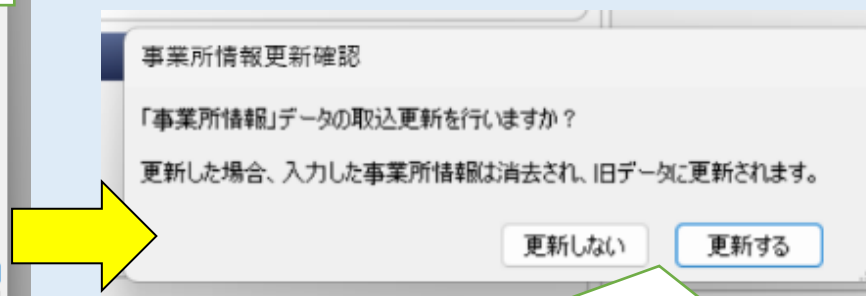 事業所情報更新確認
「事業所情報」データの取込更新を行いますか?
更新した場合、入力した事業所情報は消去され、旧データに更新されます。
更新しない
更新する